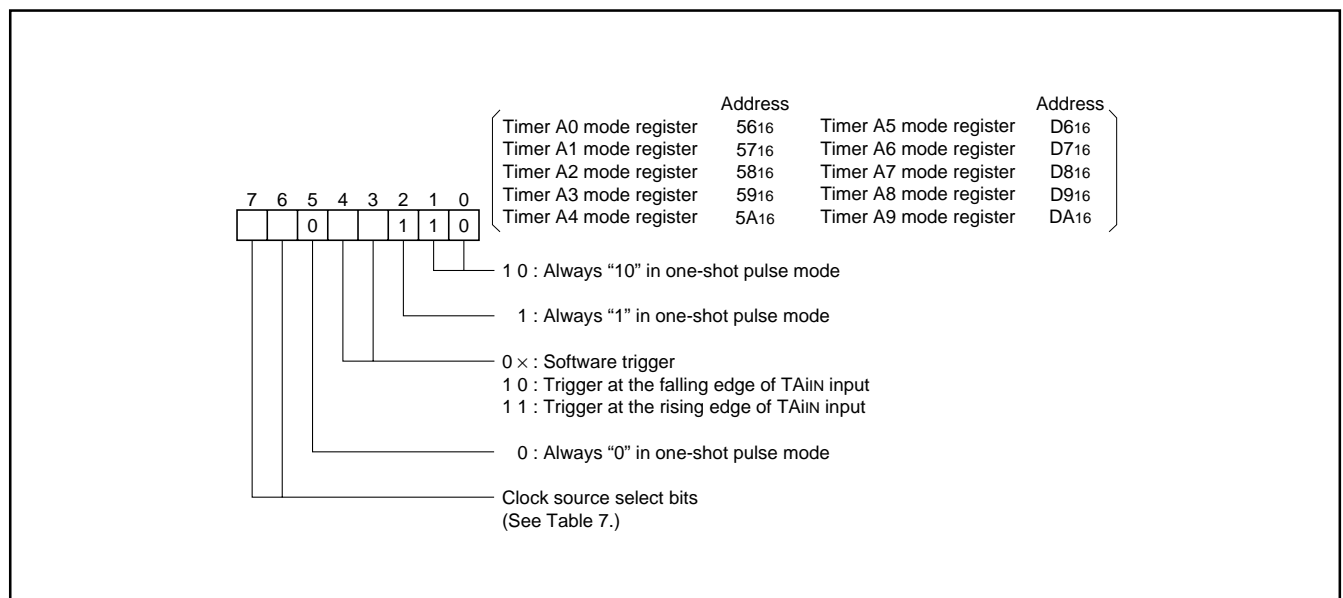 Address Address
Timer A0 mode register 5616 Timer A5 mode register D616
Timer A1 mode register 5716 Timer A6 mode register D716
Timer A2 mode register 5816 Timer A7 mode register D816
Timer A3 mode register 5916 Timer A8 mode register D916
Timer A4 mode register 5A16 Timer A9 mode register DA16
7 6 5 4 3 2 1 0
0 1 1 0
1 0 : Always “10” in one-shot pulse mode
1 : Always “1” in one-shot pulse mode
0 × : Software trigger
1 0 : Trigger at the falling edge of TAiIN input
1 1 : Trigger at the rising edge of TAiIN input
0 : Always “0” in one-shot pulse mode
Clock source select bits
(See Table 7.)